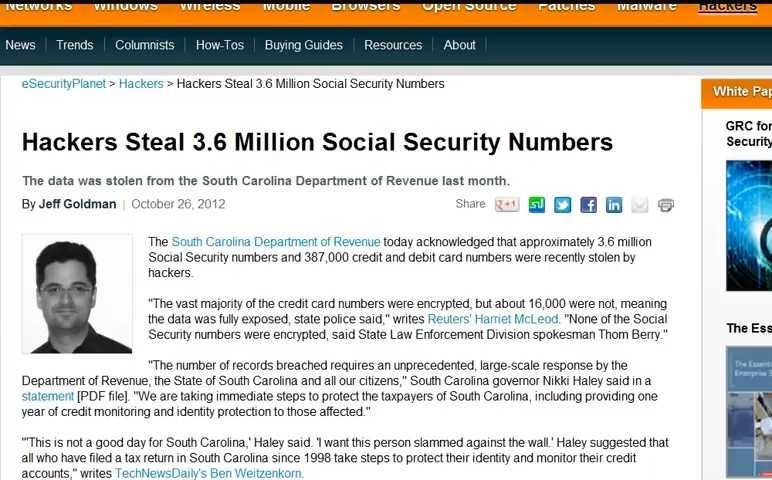 Networks Windows Wireless Mobile Browsers Open Source Patches Malware Hackers
News Trends Columnists How-Tos Buying Guides Resources About
eSecurityPlanet > Hackers > Hackers Steal 3.6 Million Social Security Numbers
Hackers Steal 3.6 Million Social Security Numbers
The data was stolen from the South Carolina Department of Revenue last month.
By Jeff Goldman | October 26, 2012
Share
+1
The South Carolina Department of Revenue today acknowledged that approximately 3.6 million
Social Security numbers and 387,000 credit and debit card numbers were recently stolen by
hackers.
"The vast majority of the credit card numbers were encrypted, but about 16,000 were not, meaning
the data was fully exposed, state police said," writes Reuters' Harriet McLeod. "None of the Social
Security numbers were encrypted, said State Law Enforcement Division spokesman Thom Berry."
"The number of records breached requires an unprecedented, large-scale response by the
Department of Revenue, the State of South Carolina and all our citizens," South Carolina governor Nikki Haley said in a
statement [PDF file]. "We are taking immediate steps to protect the taxpayers of South Carolina, including providing one
year of credit monitoring and identity protection to those affected."
"'This is not a good day for South Carolina,' Haley said. 'I want this person slammed against the wall.' Haley suggested that
all who have filed a tax return in South Carolina since 1998 take steps to protect their identity and monitor their credit
accounts," writes TechNewsDaily's Ben Weitzenkorn.
White Pap
GRC for
Security
The Ess
The Essenti
Enterprise S